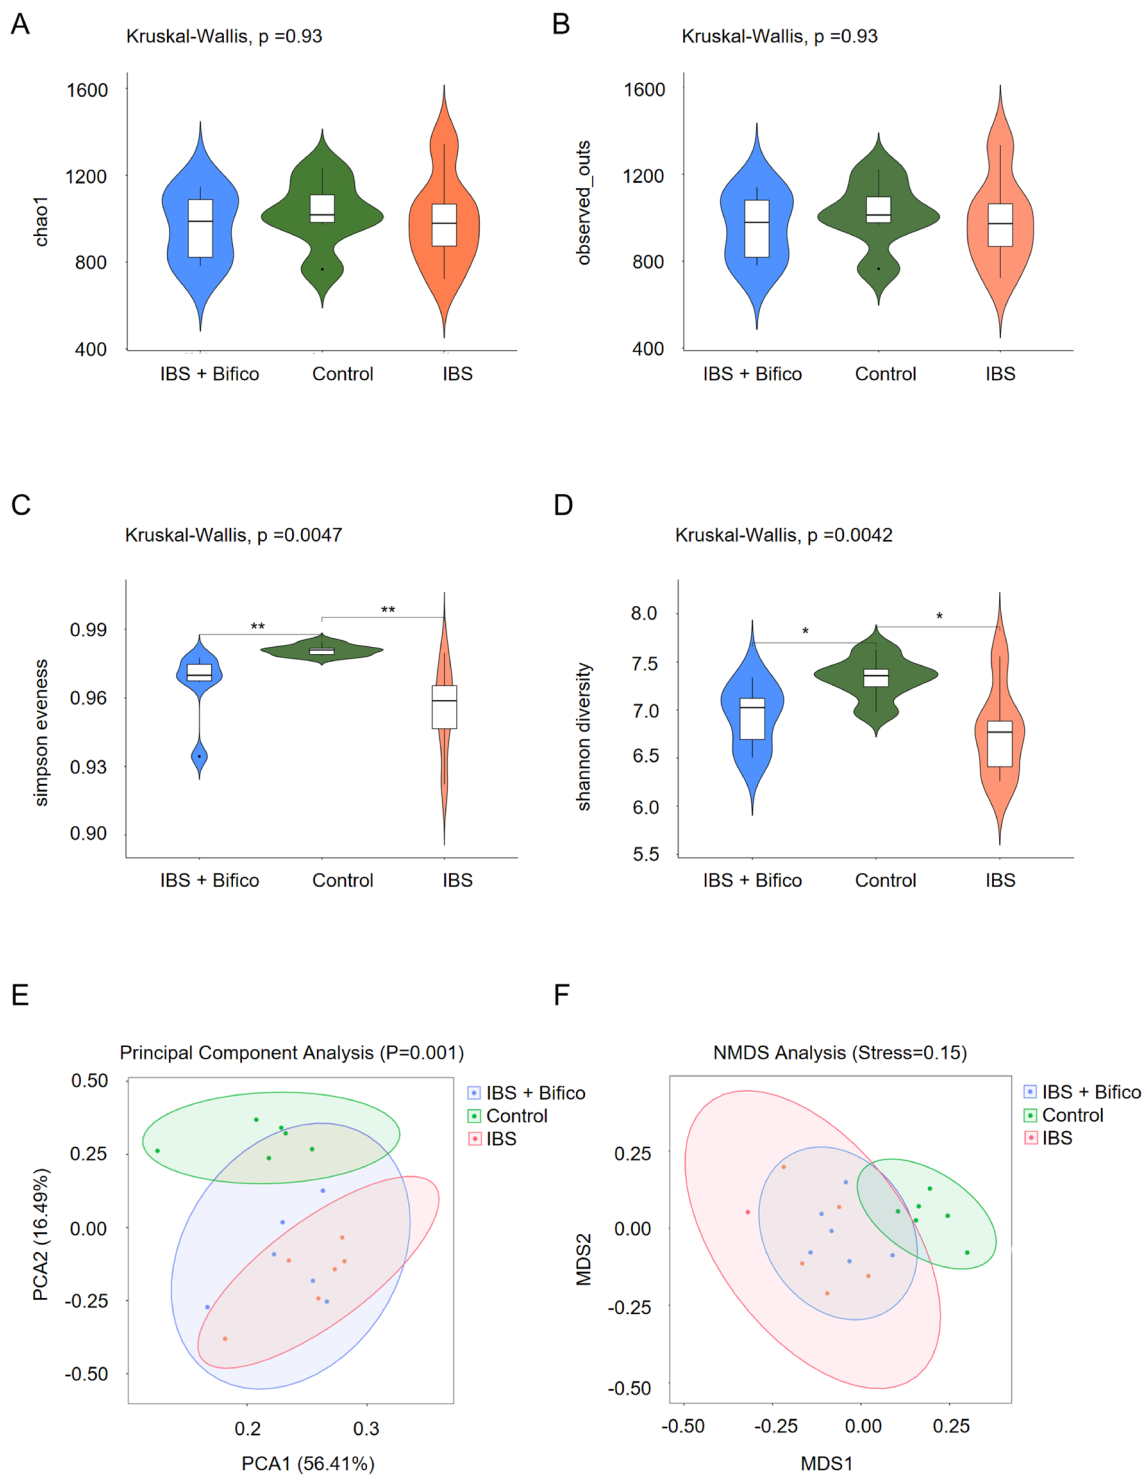 A
Kruskal-Wallis, p =0.93
1600
1200
800
400
chao1
IBS + Bifico
Control
IBS
B
Kruskal-Wallis, p =0.93
1600
1200
800
400
observed_outs
IBS + Bifico
Control
IBS
C
Kruskal-Wallis, p =0.0047
0.99
0.96
0.93
0.90
simpson eveness
**
**
IBS + Bifico
Control
IBS
D
Kruskal-Wallis, p =0.0042
8.0
7.5
7.0
6.5
6.0
5.5
shannon diversity
*
*
IBS + Bifico
Control
IBS
E
Principal Component Analysis (P=0.001)
0.50
0.25
0.00
-0.25
-0.50
PCA2 (16.49%)
0.2
0.3
PCA1 (56.41%)
IBS + Bifico
Control
IBS
F
NMDS Analysis (Stress=0.15)
0.25
0.00
-0.25
-0.50
MDS2
-0.50
-0.25
0.00
0.25
MDS1
IBS + Bifico
Control
IBS